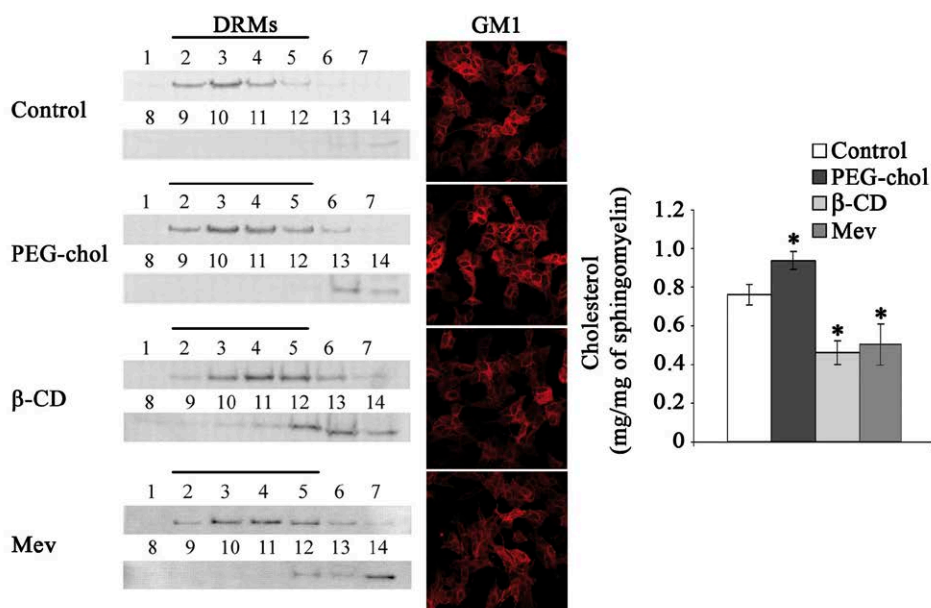 DRMs
1 2 3 4 5 6 7
Control
8 9 10 11 12 13 14
1 2 3 4 5 6 7
PEG-chol
8 9 10 11 12 13 14
1 2 3 4 5 6 7
β-CD
8 9 10 11 12 13 14
1 2 3 4 5 6 7
Mev
8 9 10 11 12 13 14
GM1
Control
PEG-chol
β-CD
Mev
Cholesterol
(mg/mg of sphingomyelin)
1.2
1.0
0.8
0.6
0.4
0.2
0
*
*
*